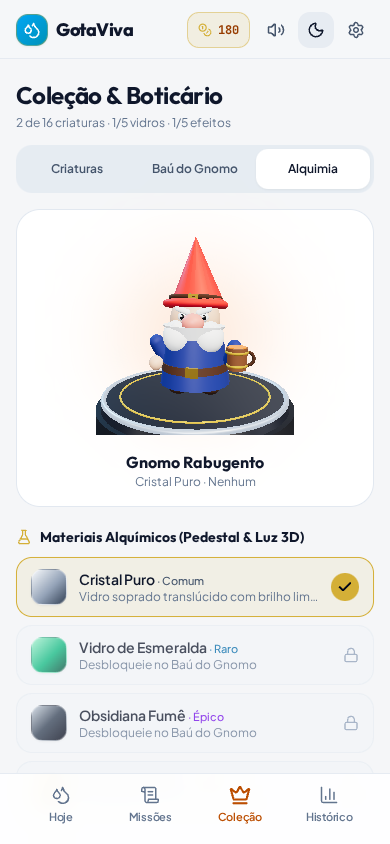 GotaViva
180
Coleção & Boticário
2 de 16 criaturas · 1/5 vidros · 1/5 efeitos
Criaturas
Baú do Gnomo
Alquimia
Gnomo Rabugento
Cristal Puro · Nenhum
Materiais Alquímicos (Pedestal & Luz 3D)
Cristal Puro · Comum
Vidro soprado translúcido com brilho lim...
Vidro de Esmeralda · Raro
Desbloqueie no Baú do Gnomo
Obsidiana Fumê · Épico
Desbloqueie no Baú do Gnomo
Hoje
Missões
Coleção
Histórico